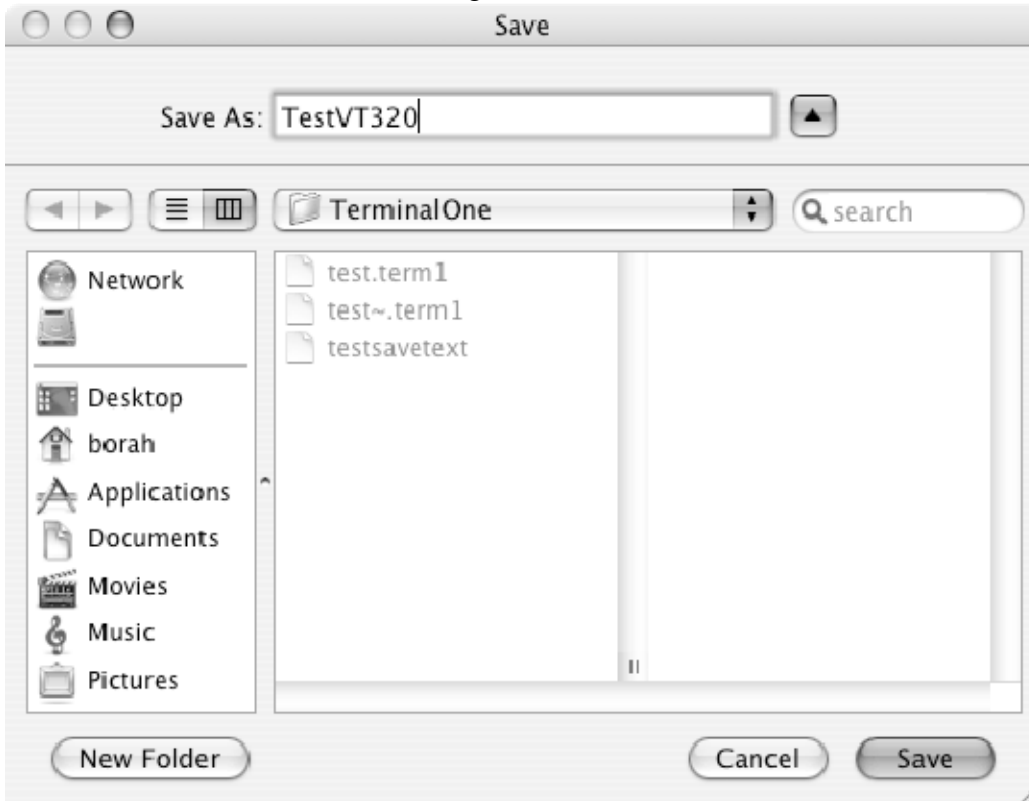 Save
Save As: TestVT320
TerminalOne
search
Network
Desktop
borah
Applications
Documents
Movies
Music
Pictures
test.term1
test~.term1
testsavetext
New Folder
Cancel
Save